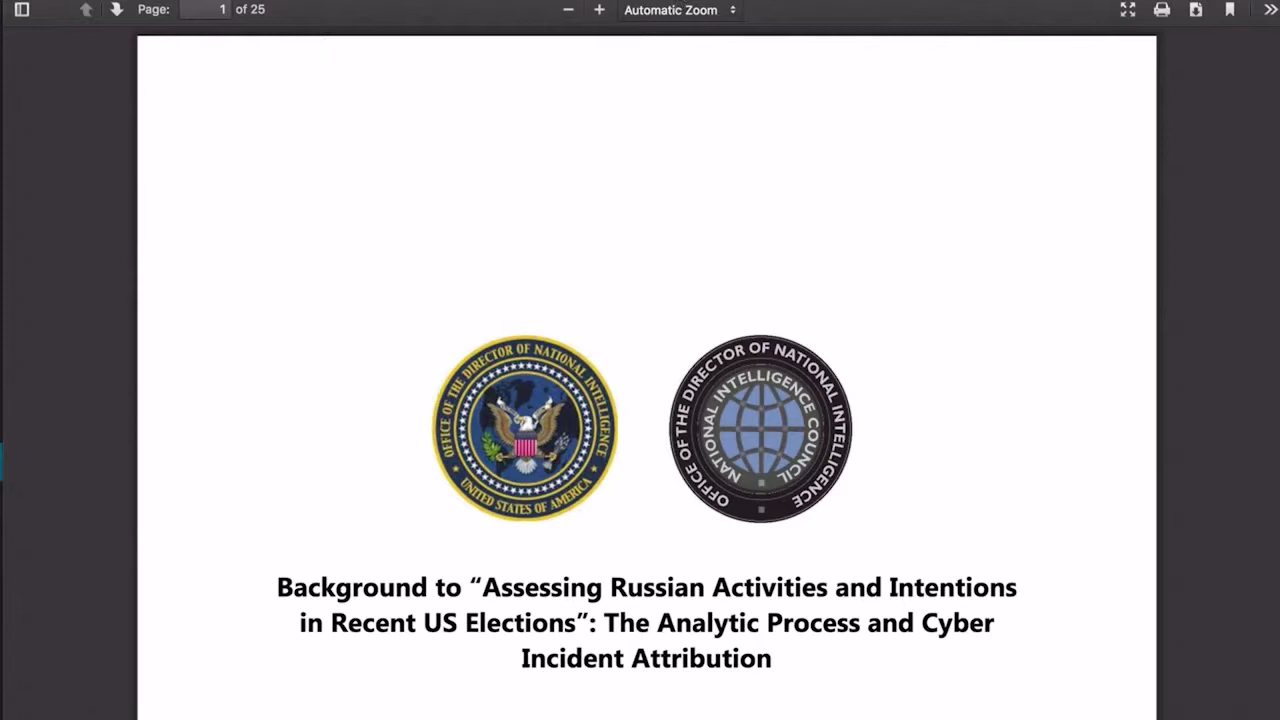 Page: 1 of 25 Automatic Zoom
OFFICE OF THE DIRECTOR OF NATIONAL INTELLIGENCE
UNITED STATES OF AMERICA
OFFICE OF THE DIRECTOR OF NATIONAL INTELLIGENCE
NATIONAL INTELLIGENCE COUNCIL
Background to “Assessing Russian Activities and Intentions
in Recent US Elections”: The Analytic Process and Cyber
Incident Attribution